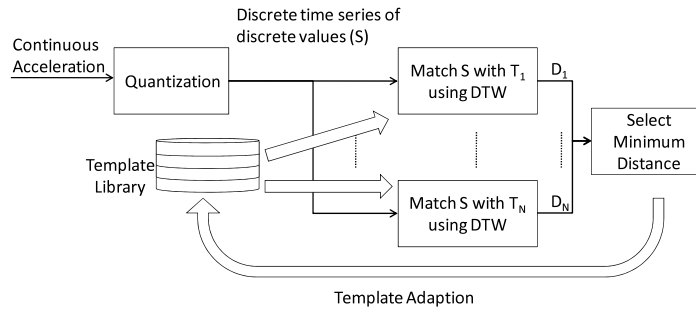 Discrete time series of
discrete values (S)
Continuous
Acceleration
Quantization
Match S with T1
using DTW
D1
Select
Minimum
Distance
Template
Library
Match S with TN
using DTW
DN
Template Adaption